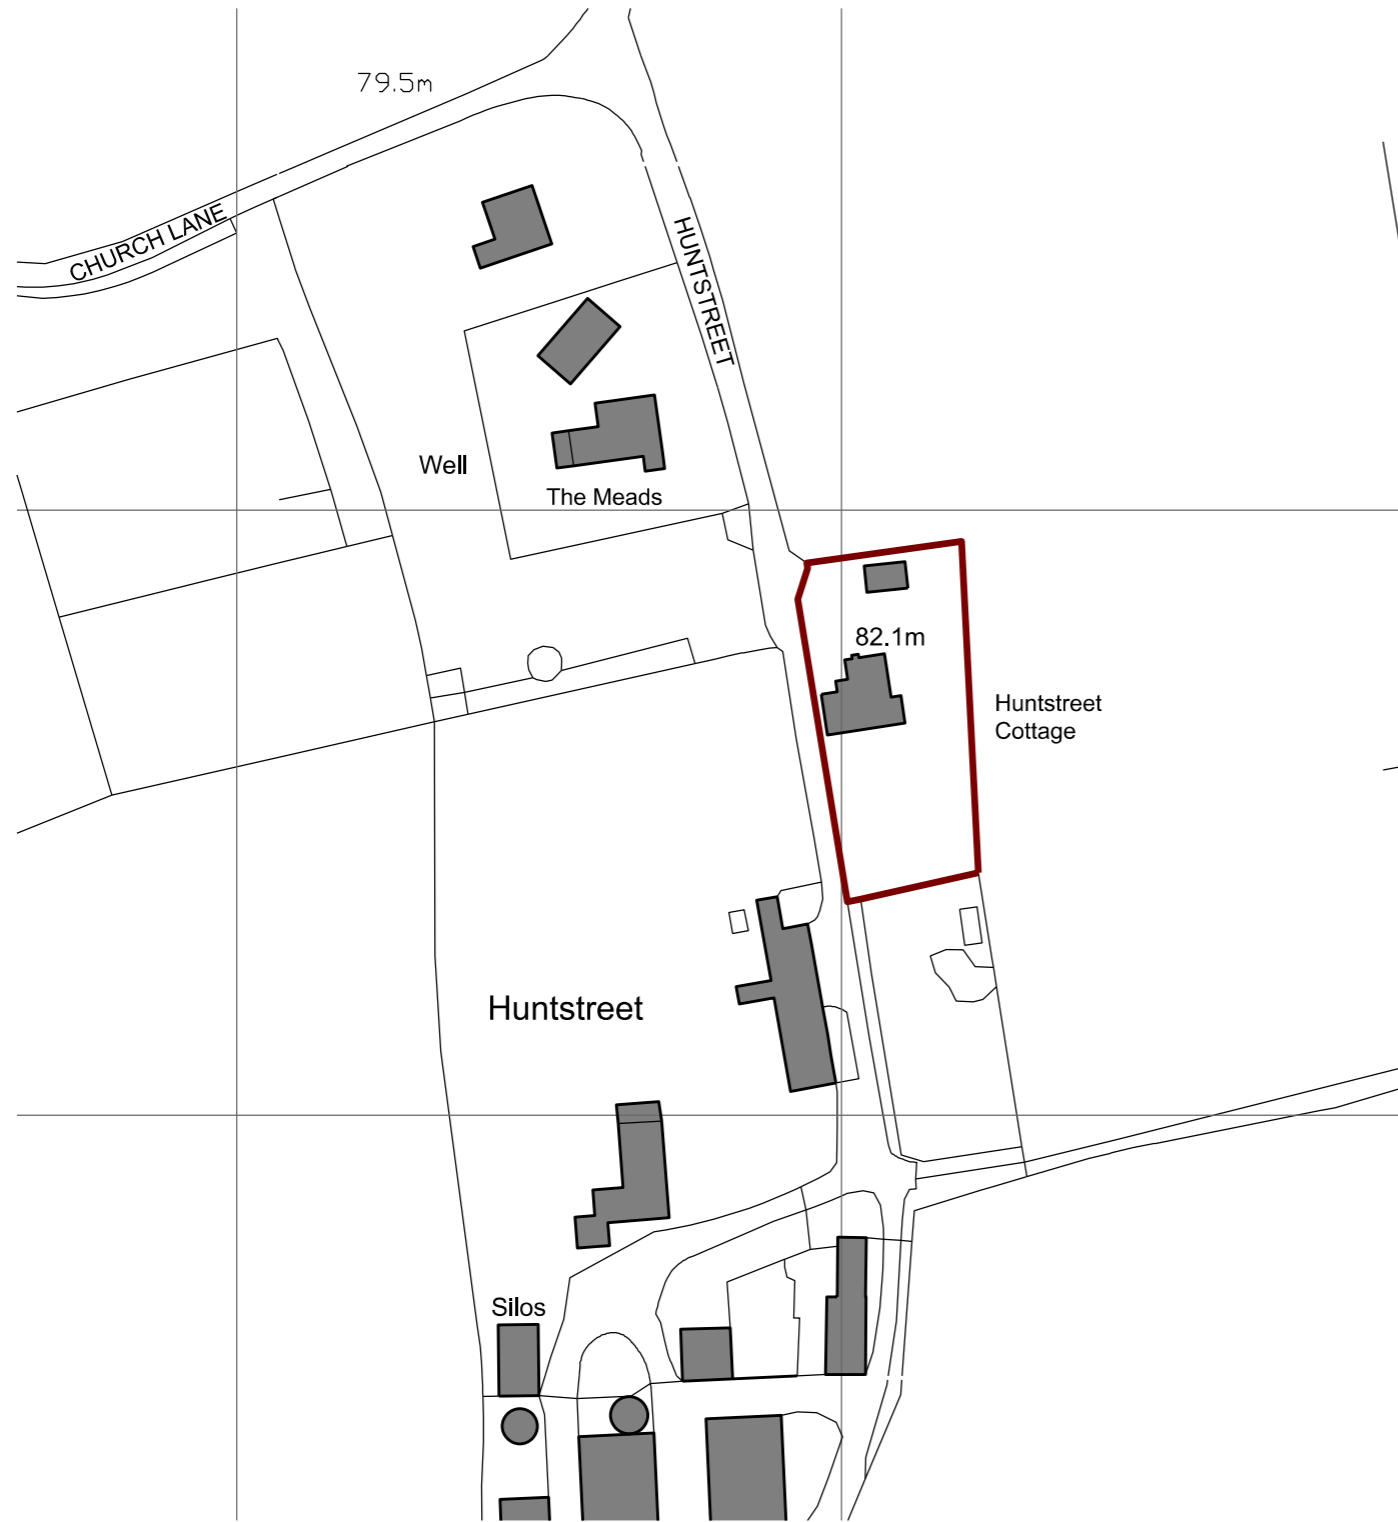 79.5m
CHURCH LANE
HUNTSTREET
Well
The Meads
82.1m
Huntstreet
Cottage
Huntstreet
Silos